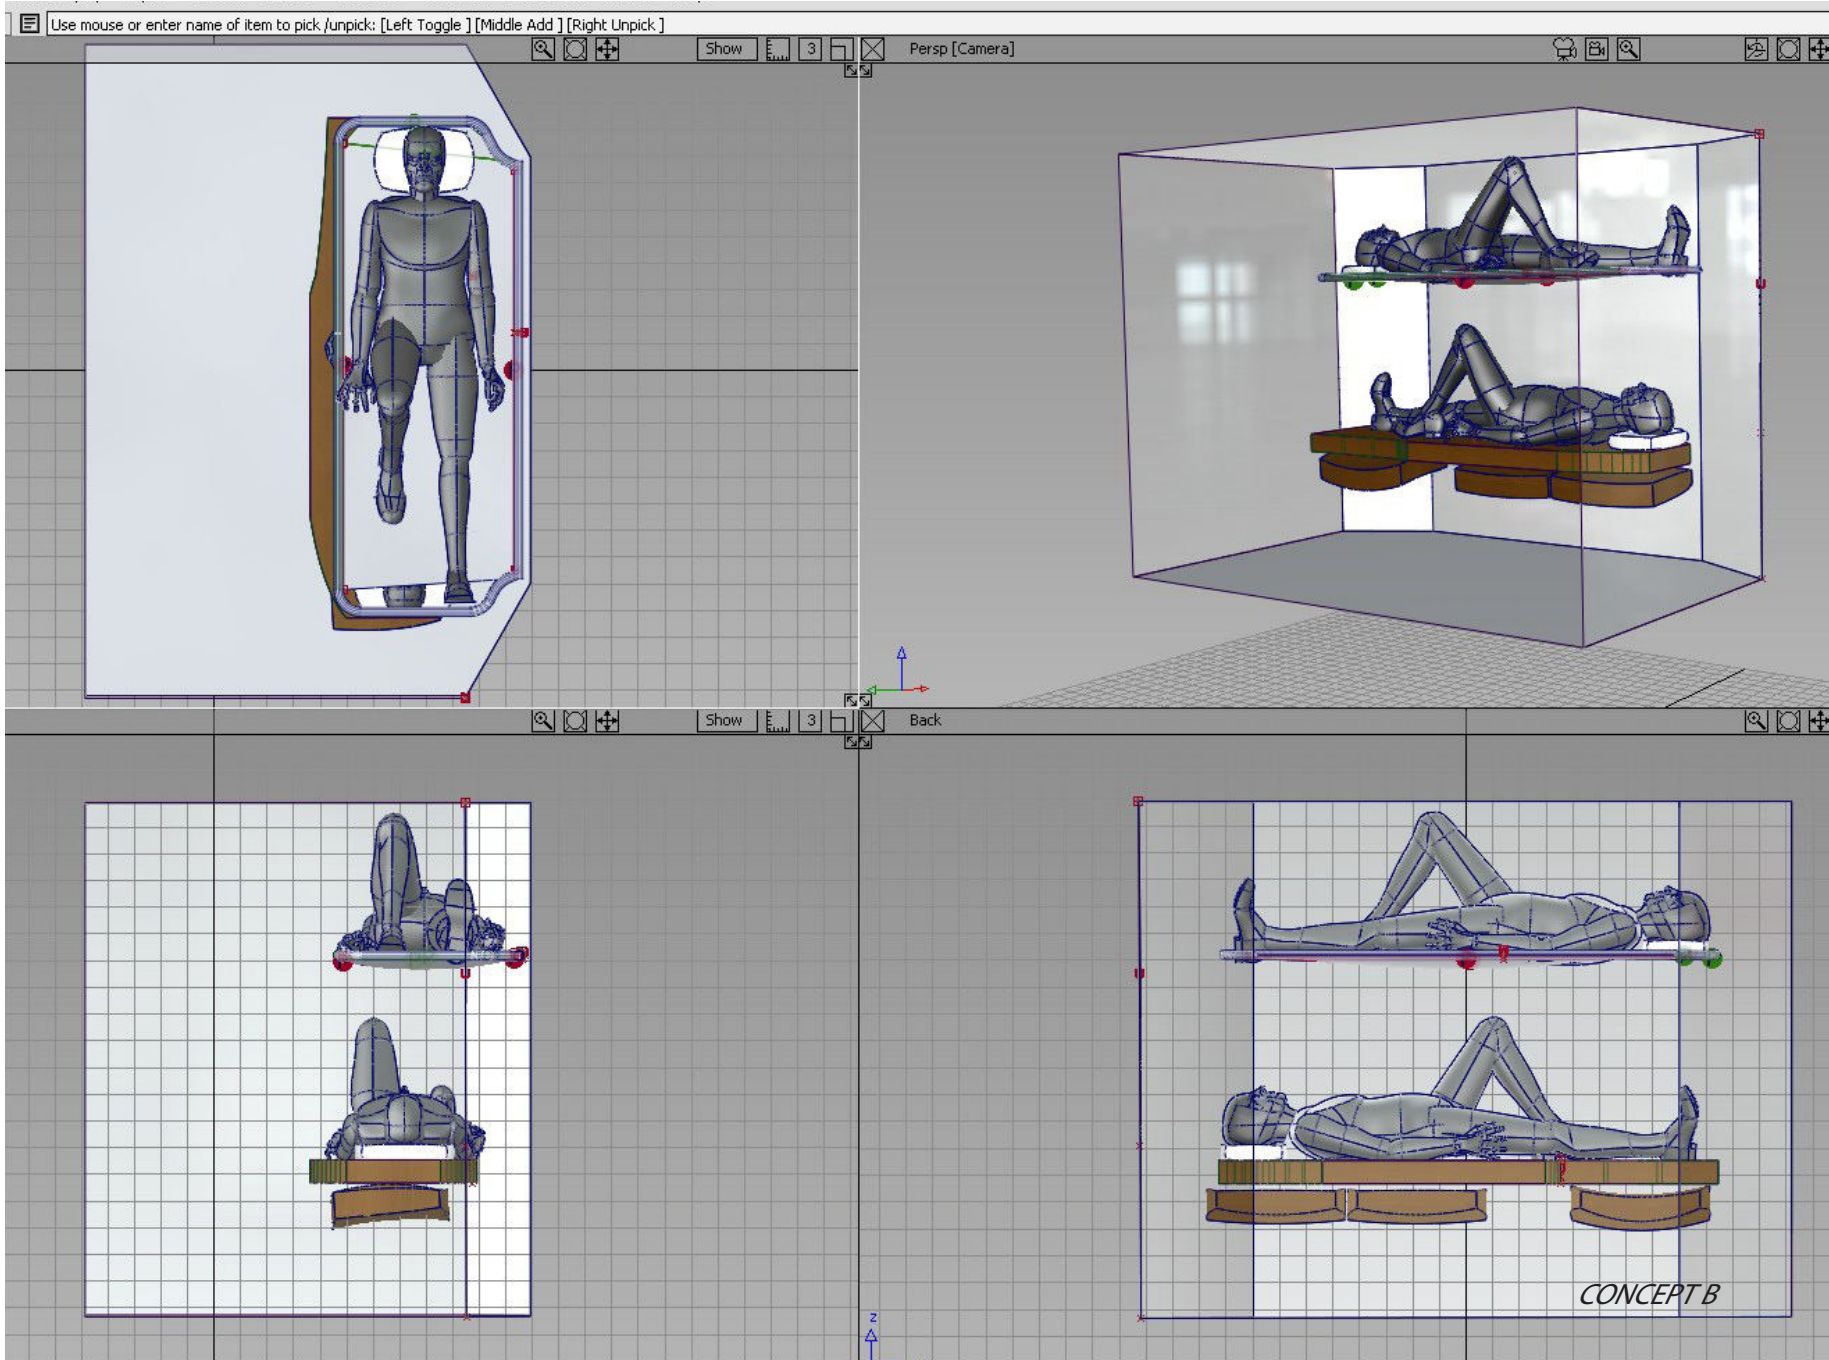 Use mouse or enter name of item to pick /unpick: [Left Toggle ] [Middle Add ] [Right Unpick ]
Show 3
Persp [Camera]
Show 3
Back
CONCEPT B
z